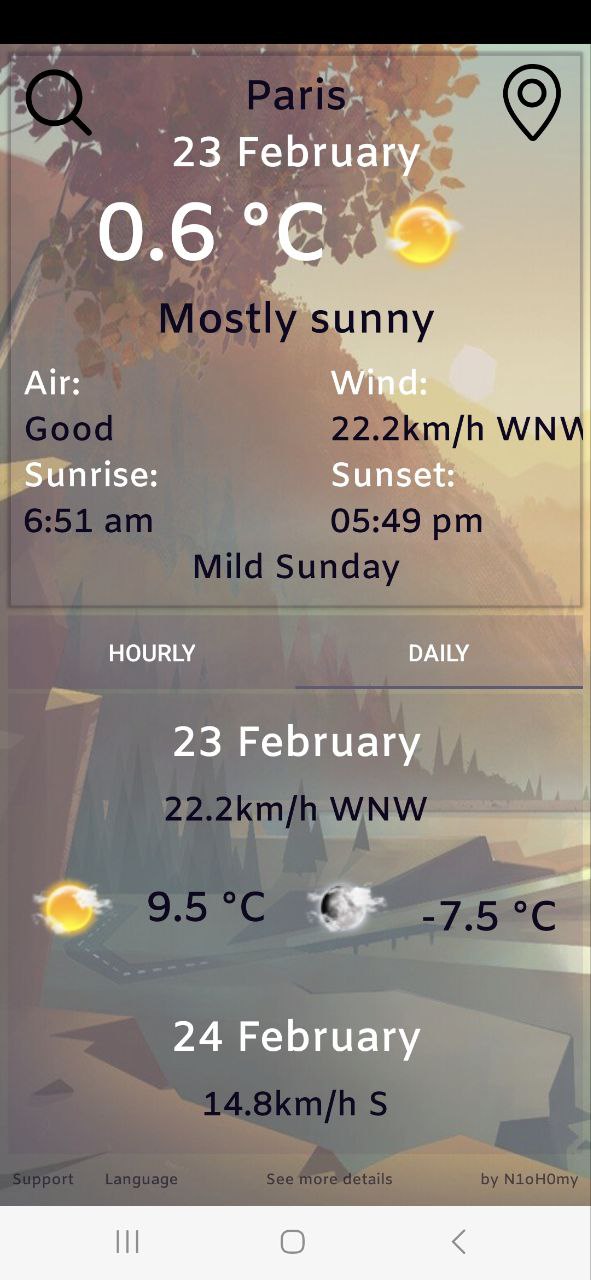 Paris
23 February
0.6 °C
Mostly sunny
Air: Wind:
Good 22.2km/h WNW
Sunrise: Sunset:
6:51 am 05:49 pm
Mild Sunday
HOURLY DAILY
23 February
22.2km/h WNW
9.5 °C -7.5 °C
24 February
14.8km/h S
Support Language See more details by N1oH0my